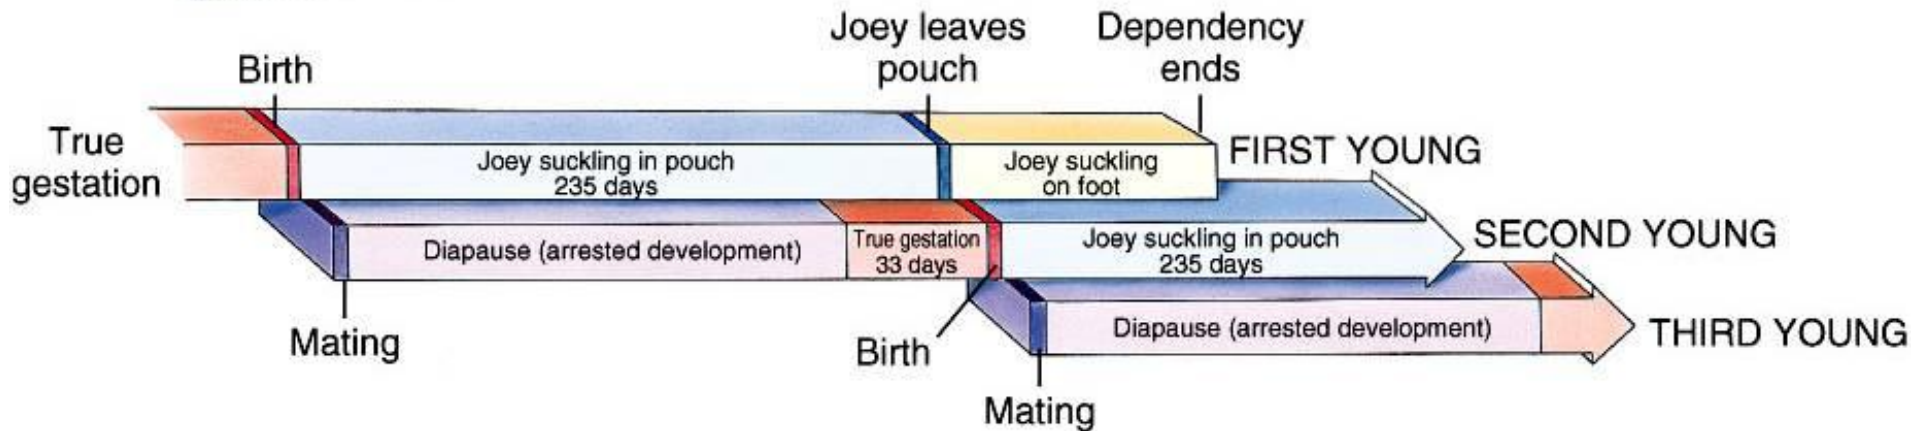 Joey leaves
pouch
Dependency
ends
Birth
True
gestation
Joey suckling in pouch
235 days
Joey suckling
on foot
FIRST YOUNG
Diapause (arrested development)
True gestation
33 days
Joey suckling in pouch
235 days
SECOND YOUNG
Mating
Birth
Diapause (arrested development)
THIRD YOUNG
Mating